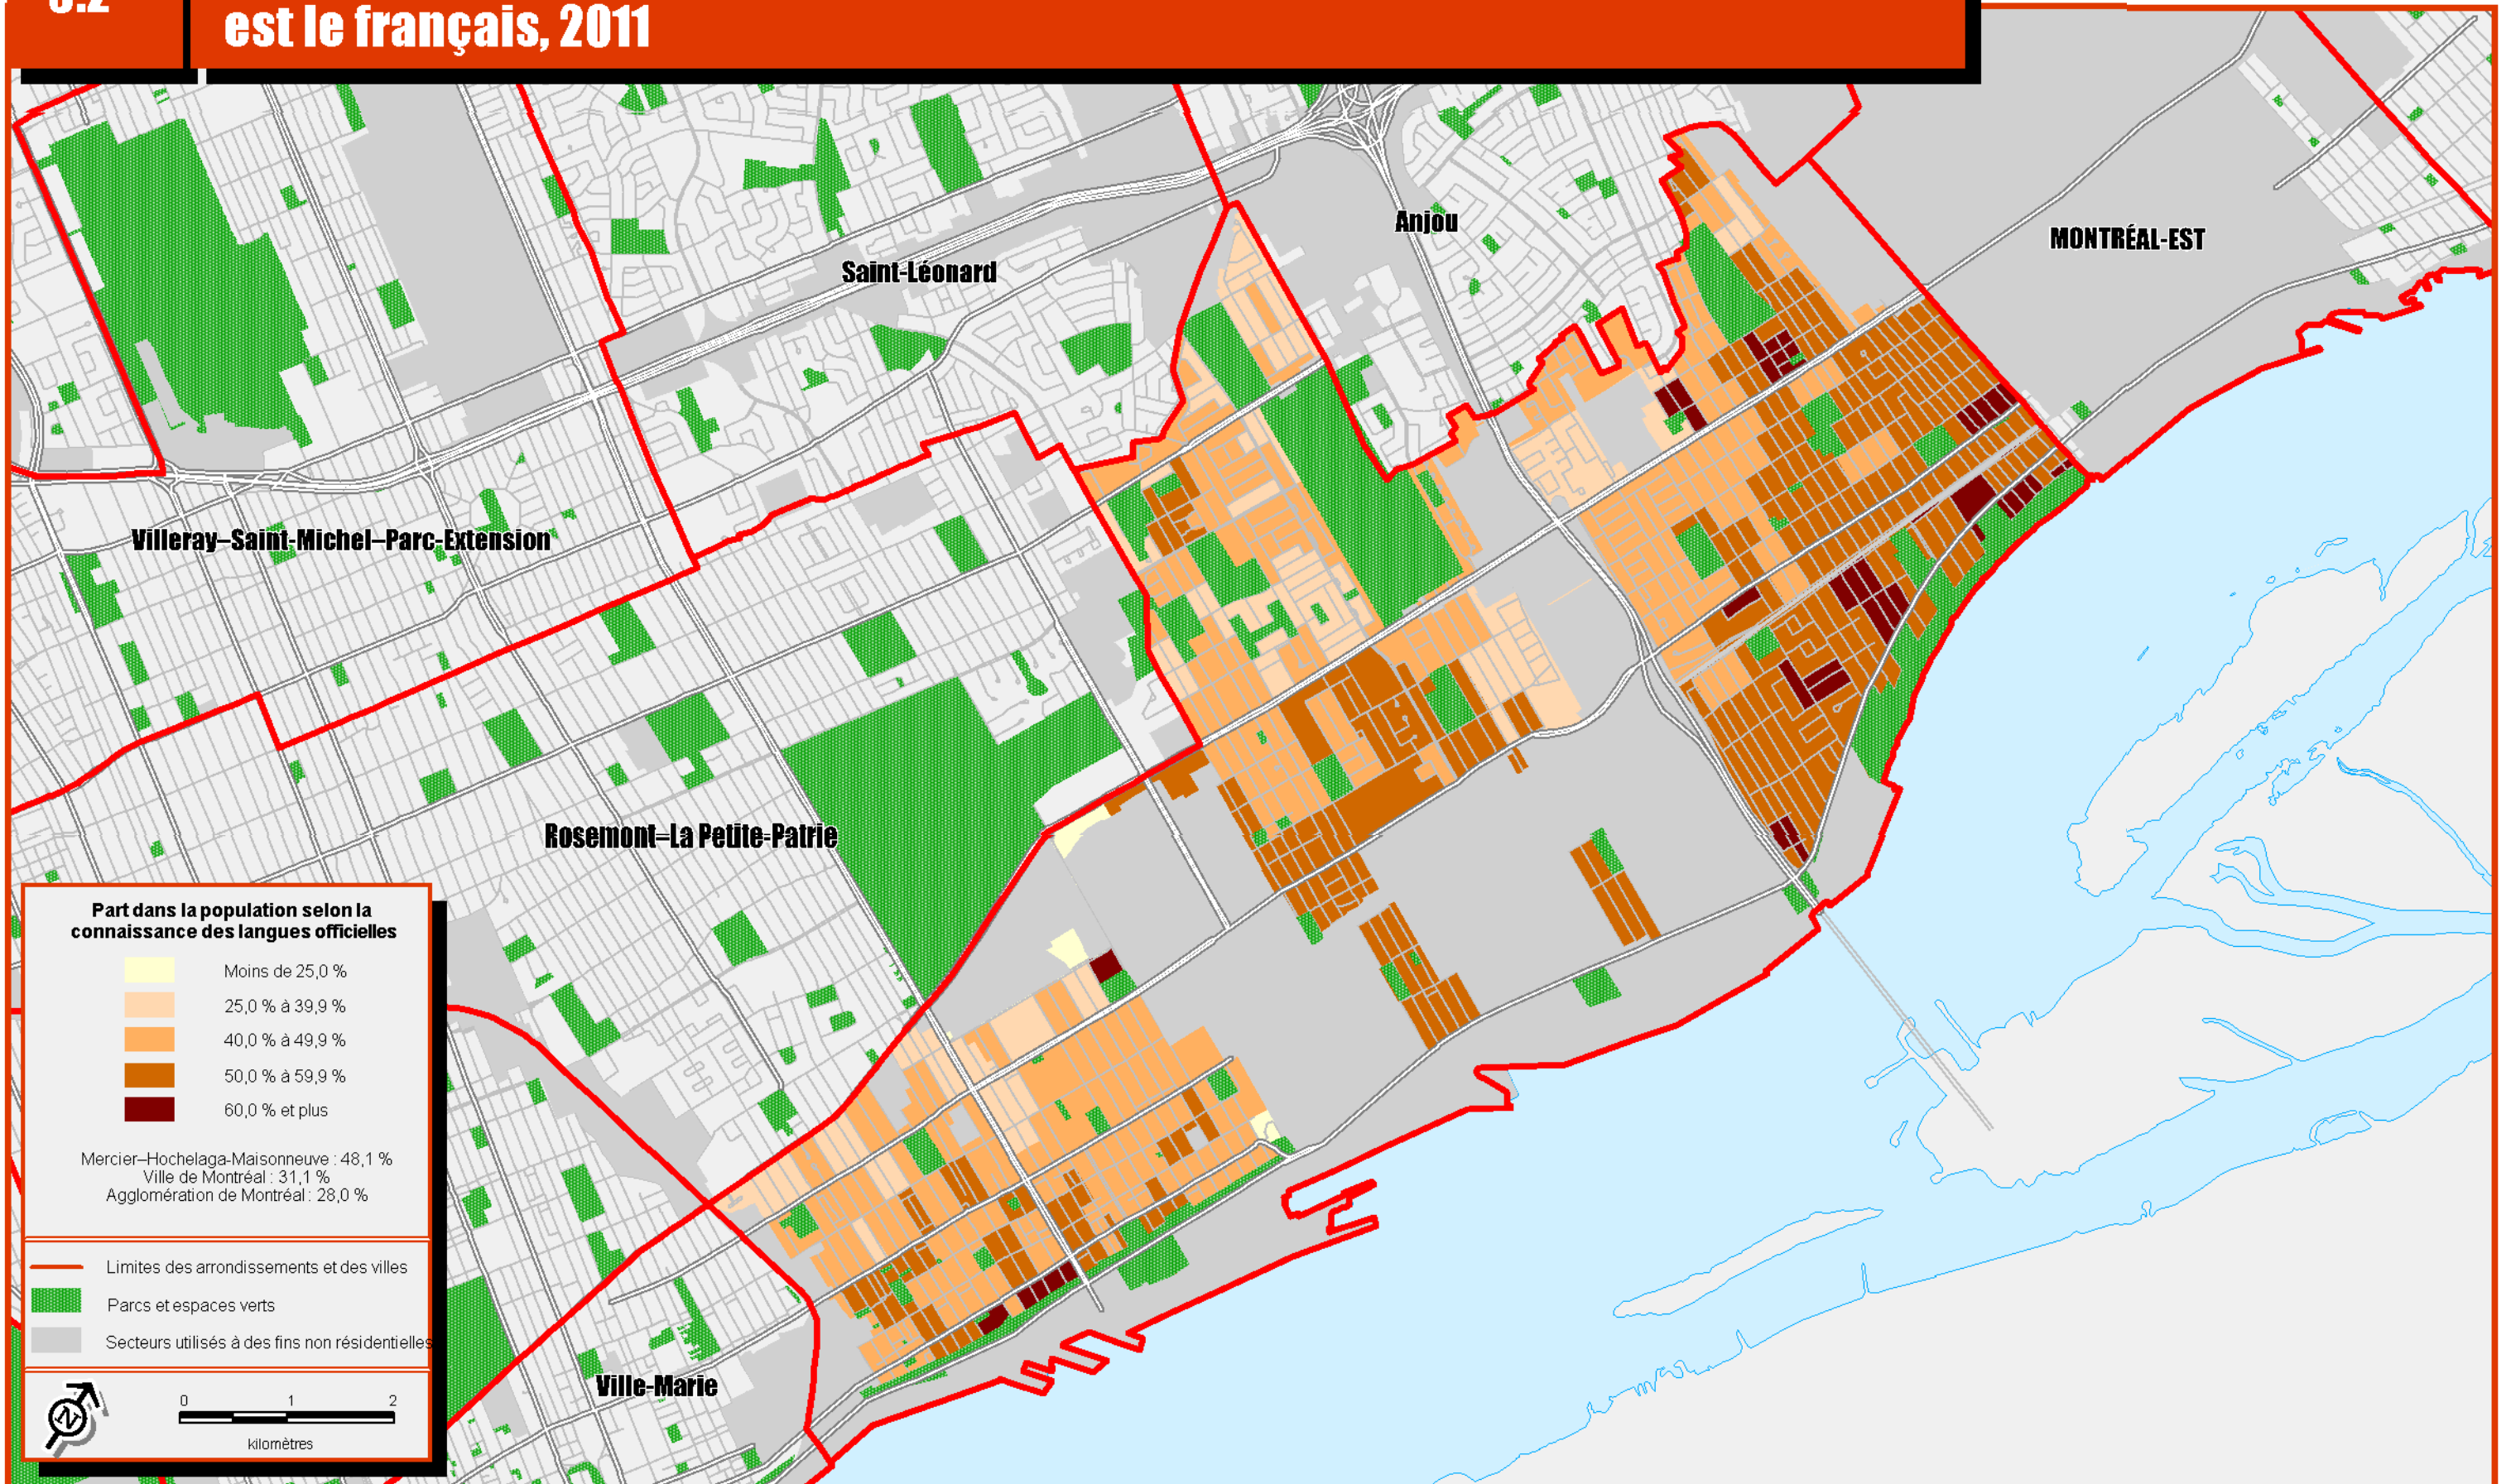 est le français, 2011
Anjou
MONTRÉAL-EST
Saint-Léonard
Villeray–Saint-Michel–Parc-Extension
Rosemont–La Petite-Patrie
Part dans la population selon la
connaissance des langues officielles
Moins de 25,0 %
25,0 % à 39,9 %
40,0 % à 49,9 %
50,0 % à 59,9 %
60,0 % et plus
Mercier–Hochelaga-Maisonneuve : 48,1 %
Ville de Montréal : 31,1 %
Agglomération de Montréal : 28,0 %
Limites des arrondissements et des villes
Parcs et espaces verts
Secteurs utilisés à des fins non résidentielles
Ville-Marie
N
0 1 2
kilomètres